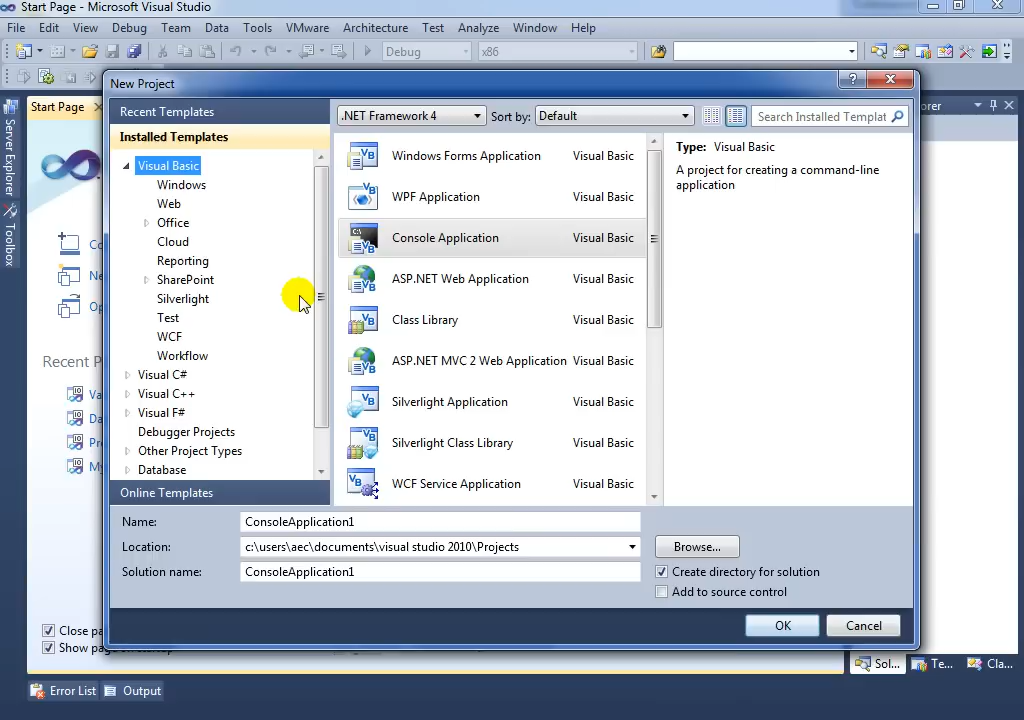 Start Page - Microsoft Visual Studio
File Edit View Debug Team Data Tools VMware Architecture Test Analyze Window Help
Debug x86
New Project
Start Page
Server Explorer
Toolbox
Recent Templates
Installed Templates
Visual Basic
Windows
Web
Office
Cloud
Reporting
SharePoint
Silverlight
Test
WCF
Workflow
Visual C#
Visual C++
Visual F#
Debugger Projects
Other Project Types
Database
Online Templates
.NET Framework 4 Sort by: Default Search Installed Templat
Windows Forms Application Visual Basic
WPF Application Visual Basic
Console Application Visual Basic
ASP.NET Web Application Visual Basic
Class Library Visual Basic
ASP.NET MVC 2 Web Application Visual Basic
Silverlight Application Visual Basic
Silverlight Class Library Visual Basic
WCF Service Application Visual Basic
Type: Visual Basic
A project for creating a command-line
application
Name: ConsoleApplication1
Location: c:\users\aec\documents\visual studio 2010\Projects Browse...
Solution name: ConsoleApplication1
Create directory for solution
Add to source control
OK Cancel
Recent P
Close pa
Show pag
Sol... Te... Cla...
Error List Output